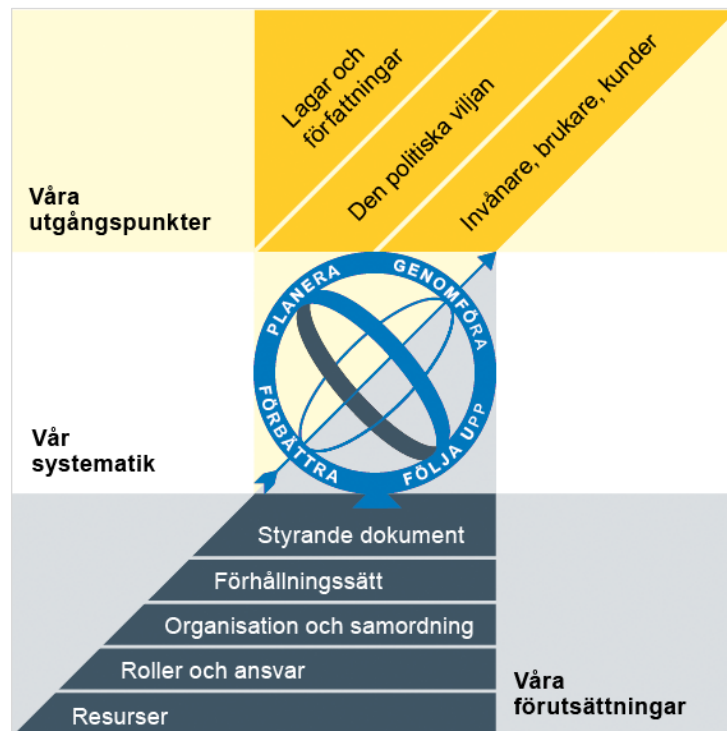 Lagar och
författningar
Den politiska viljan
Invånare, brukare, kunder
Våra
utgångspunkter
PLANERA
GENOMFÖRA
FÖLJA UPP
FÖRBÄTTRA
Vår
systematik
Styrande dokument
Förhållningssätt
Organisation och samordning
Roller och ansvar
Resurser
Våra
förutsättningar